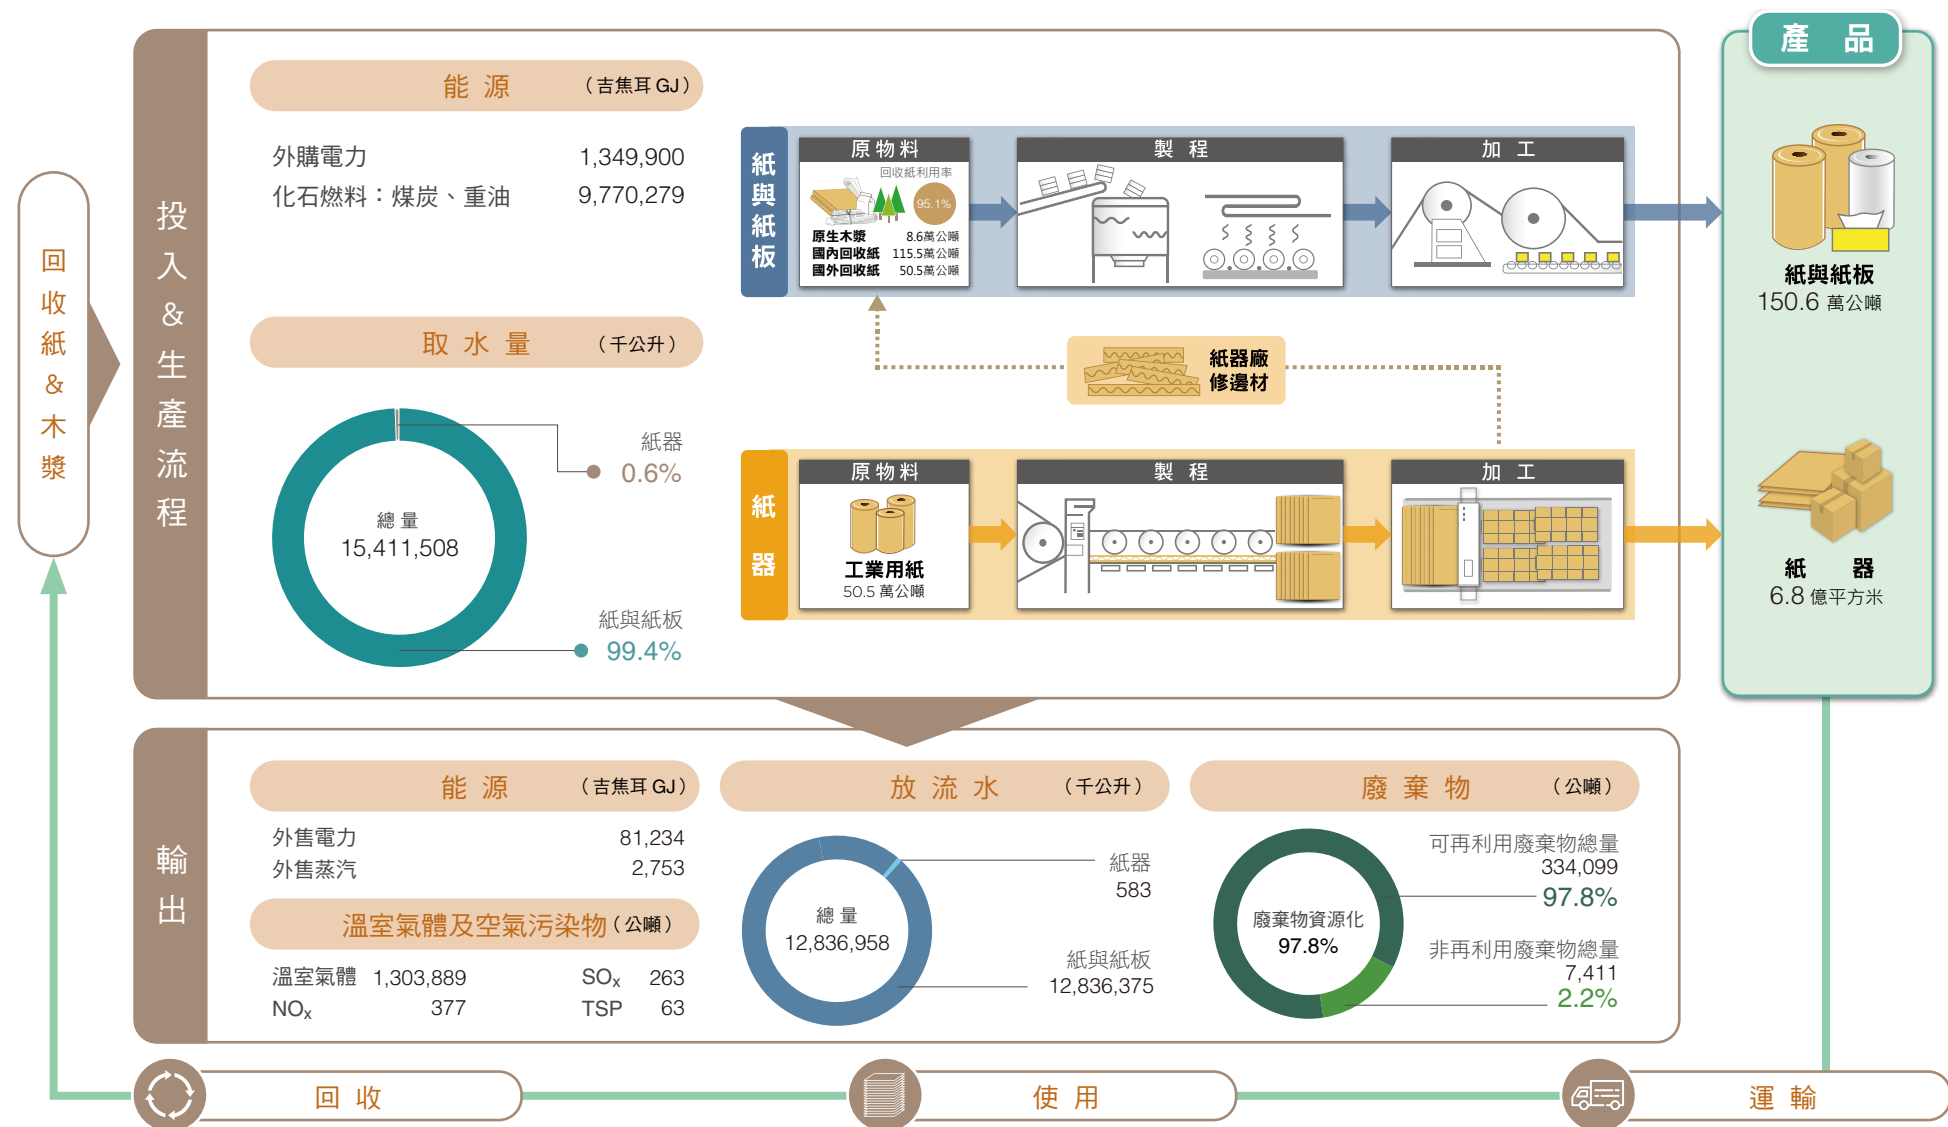 回收紙&木漿
投入&生產流程
能源 （吉焦耳 GJ）
外購電力 1,349,900
化石燃料：煤炭、重油 9,770,279
取水量 （千公升）
紙器
0.6%
總量
15,411,508
紙與紙板
99.4%
紙與紙板
原物料
回收紙利用率
95.1%
原生木漿 8.6萬公噸
國內回收紙 115.5萬公噸
國外回收紙 50.5萬公噸
製程
加工
紙器廠
修邊材
紙器
原物料
工業用紙
50.5 萬公噸
製程
加工
產品
紙與紙板
150.6 萬公噸
紙器
6.8 億平方米
輸出
能源 （吉焦耳 GJ）
外售電力 81,234
外售蒸汽 2,753
溫室氣體及空氣污染物（公噸）
溫室氣體 1,303,889 SOx 263
NOx 377 TSP 63
放流水 （千公升）
紙器
583
總量
12,836,958
紙與紙板
12,836,375
廢棄物 （公噸）
可再利用廢棄物總量
334,099
97.8%
廢棄物資源化
97.8%
非再利用廢棄物總量
7,411
2.2%
回收
使用
運輸